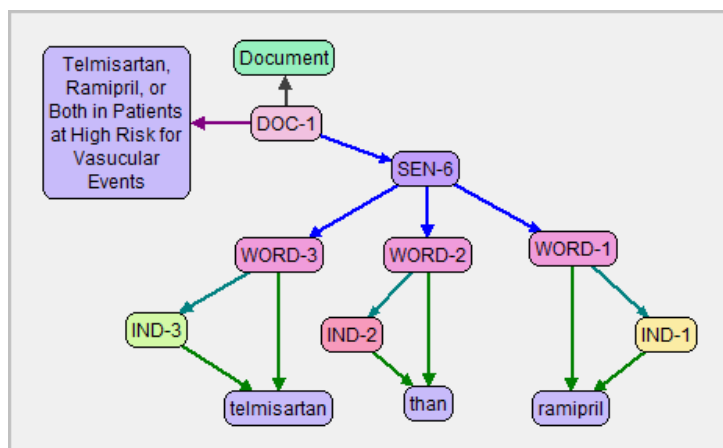 Document
Telmisartan,
Ramipril, or
Both in Patients
at High Risk for
Vasucular
Events
DOC-1
SEN-6
WORD-3
WORD-2
WORD-1
IND-3
IND-2
IND-1
telmisartan
than
ramipril